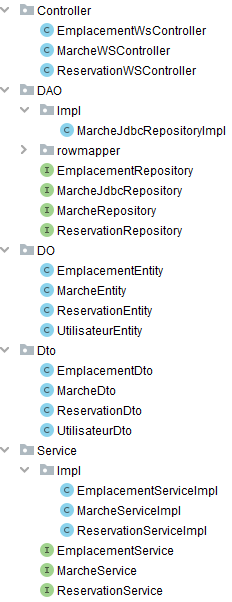 Controller
C EmplacementWsController
C MarcheWSController
C ReservationWSController
DAO
Impl
C MarcheJdbcRepositoryImpl
rowmapper
I EmplacementRepository
I MarcheJdbcRepository
I MarcheRepository
I ReservationRepository
DO
C EmplacementEntity
C MarcheEntity
C ReservationEntity
C UtilisateurEntity
Dto
C EmplacementDto
C MarcheDto
C ReservationDto
C UtilisateurDto
Service
Impl
C EmplacementServiceImpl
C MarcheServiceImpl
C ReservationServiceImpl
I EmplacementService
I MarcheService
I ReservationService